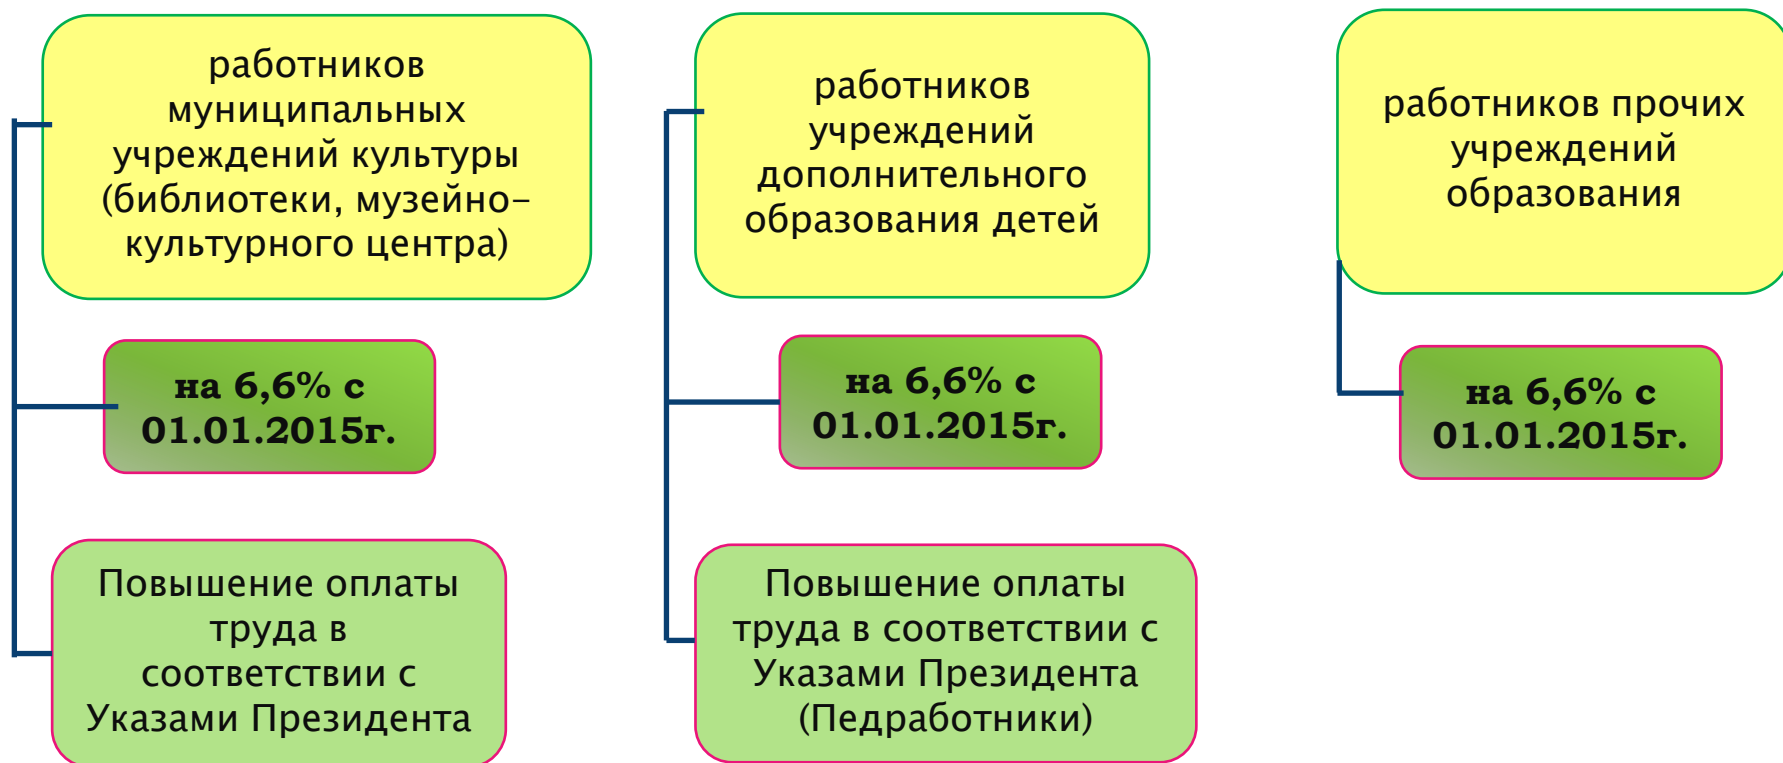 работников
муниципальных
учреждений культуры
(библиотеки, музейно-
культурного центра)
на 6,6% с
01.01.2015г.
Повышение оплаты
труда в
соответствии с
Указами Президента
работников
учреждений
дополнительного
образования детей
на 6,6% с
01.01.2015г.
Повышение оплаты
труда в соответствии с
Указами Президента
(Педработники)
работников прочих
учреждений
образования
на 6,6% с
01.01.2015г.